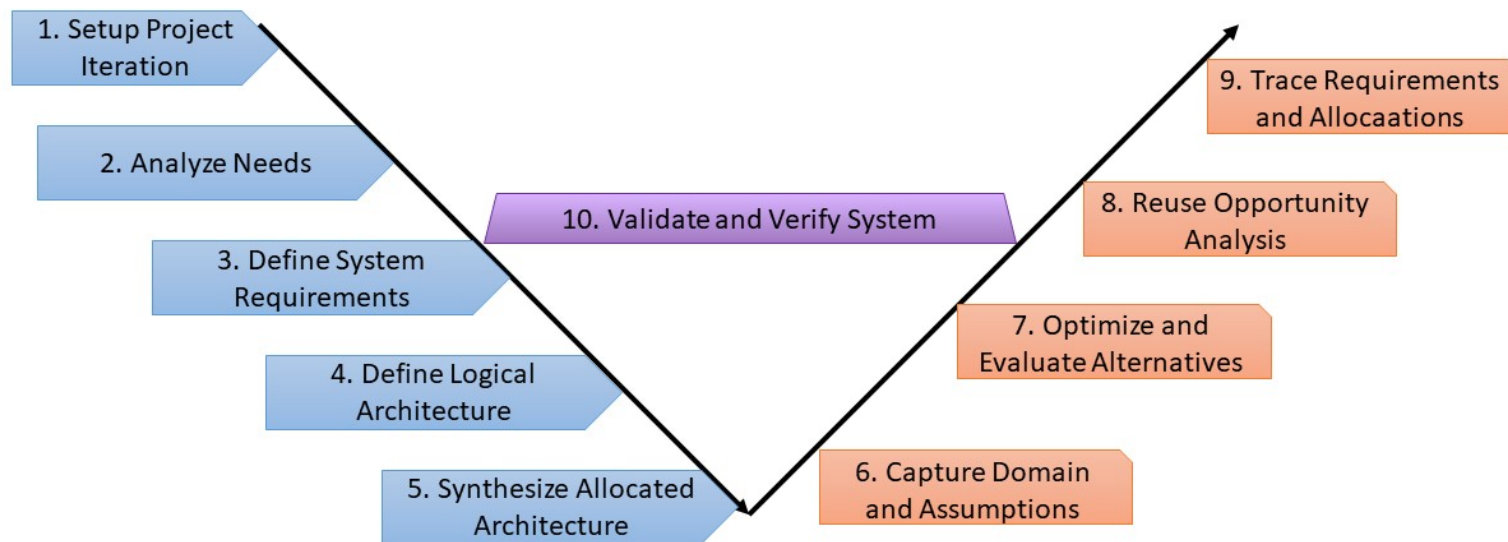 1. Setup Project
Iteration
2. Analyze Needs
3. Define System
Requirements
4. Define Logical
Architecture
5. Synthesize Allocated
Architecture
6. Capture Domain
and Assumptions
7. Optimize and
Evaluate Alternatives
8. Reuse Opportunity
Analysis
9. Trace Requirements
and Allocaations
10. Validate and Verify System